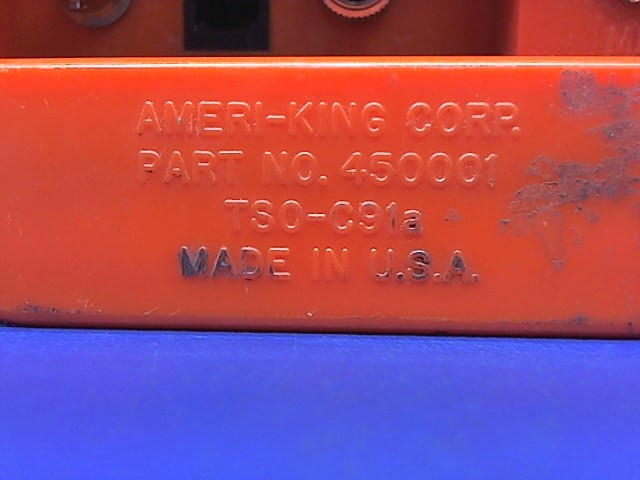 AMERI-KING CORP.
PART NO. 450001
TSO-C91a
MADE IN U.S.A.